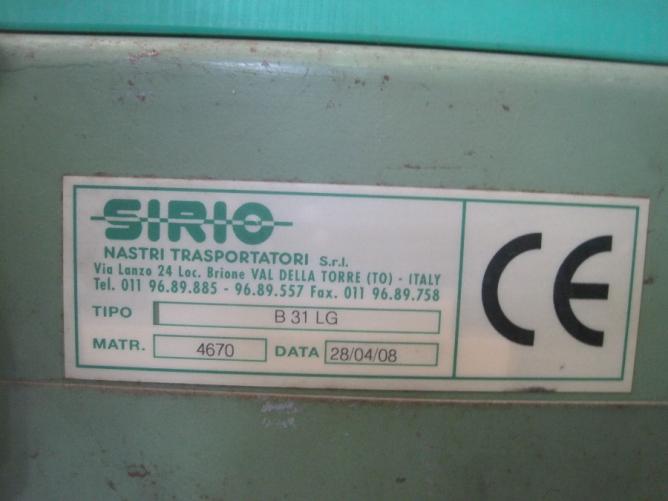 SIRIO
NASTRI TRASPORTATORI S.r.l.
Via Lanzo 24 Loc. Brione VAL DELLA TORRE (TO) - ITALY
Tel. 011 96.89.885 - 96.89.557 Fax. 011 96.89.758
TIPO B 31 LG
MATR. 4670 DATA 28/04/08
CE